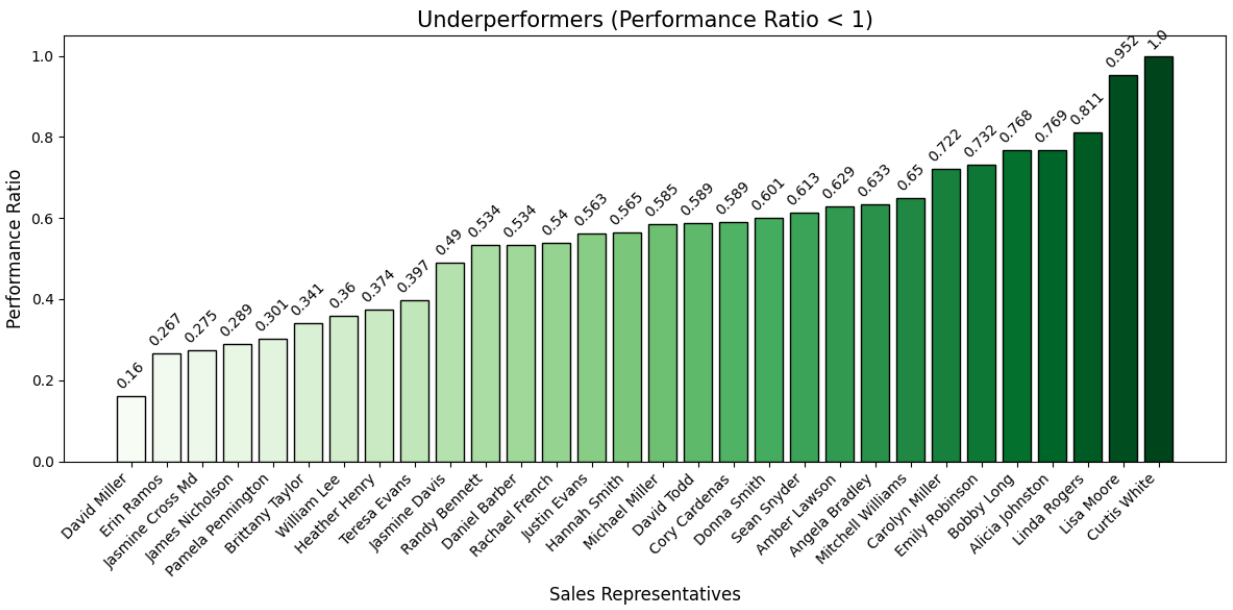 Underperformers (Performance Ratio < 1)
Performance Ratio
1.0
0.8
0.6
0.4
0.2
0.0
0.16
0.267
0.275
0.289
0.301
0.341
0.36
0.374
0.397
0.49
0.534
0.534
0.54
0.563
0.565
0.585
0.589
0.589
0.601
0.613
0.629
0.633
0.65
0.722
0.732
0.768
0.769
0.811
0.952
1.0
David Miller
Erin Ramos
Jasmine Cross Md
James Nicholson
Pamela Pennington
Brittany Taylor
William Lee
Heather Henry
Teresa Evans
Jasmine Davis
Randy Bennett
Daniel Barber
Rachael French
Justin Evans
Hannah Smith
Michael Miller
David Todd
Cory Cardenas
Donna Smith
Sean Snyder
Amber Lawson
Angela Bradley
Mitchell Williams
Carolyn Miller
Emily Robinson
Bobby Long
Alicia Johnston
Linda Rogers
Lisa Moore
Curtis White
Sales Representatives